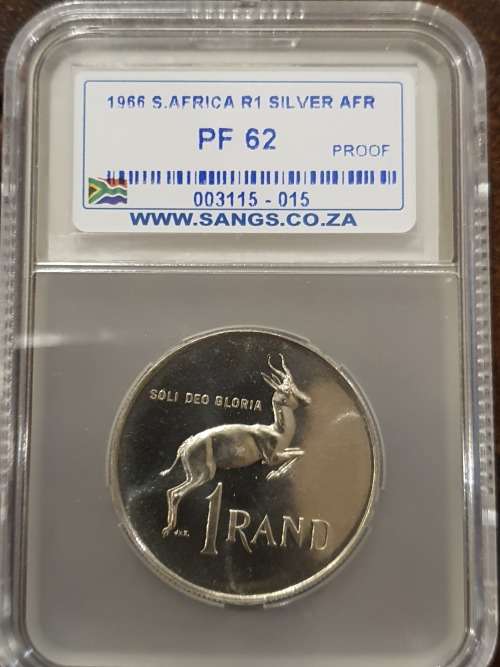 1966 S.AFRICA R1 SILVER AFR
PF 62
PROOF
003115 - 015
WWW.SANGS.CO.ZA
SOLI DEO GLORIA
1 RAND